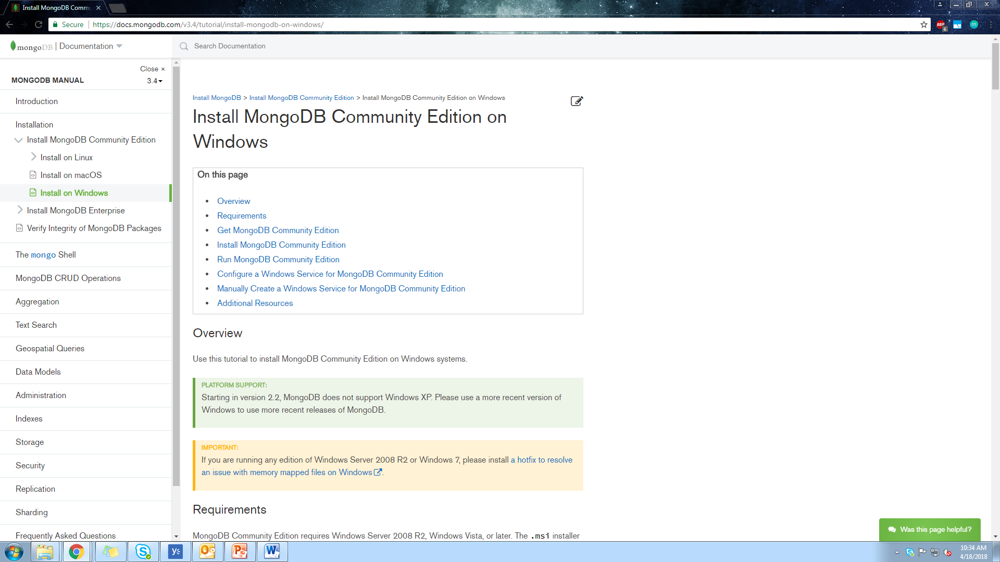 Install MongoDB Comm
Secure
https://docs.mongodb.com/v3.4/tutorial/install-mongodb-on-windows/
ABP
6
m
mongoDB | Documentation
Search Documentation
Close ×
MONGODB MANUAL
3.4
Introduction
Installation
Install MongoDB Community Edition
Install on Linux
Install on macOS
Install on Windows
Install MongoDB Enterprise
Verify Integrity of MongoDB Packages
The mongo Shell
MongoDB CRUD Operations
Aggregation
Text Search
Geospatial Queries
Data Models
Administration
Indexes
Storage
Security
Replication
Sharding
Frequently Asked Questions
Install MongoDB > Install MongoDB Community Edition > Install MongoDB Community Edition on Windows
Install MongoDB Community Edition on
Windows
On this page
• Overview
• Requirements
• Get MongoDB Community Edition
• Install MongoDB Community Edition
• Run MongoDB Community Edition
• Configure a Windows Service for MongoDB Community Edition
• Manually Create a Windows Service for MongoDB Community Edition
• Additional Resources
Overview
Use this tutorial to install MongoDB Community Edition on Windows systems.
PLATFORM SUPPORT:
Starting in version 2.2, MongoDB does not support Windows XP. Please use a more recent version of
Windows to use more recent releases of MongoDB.
IMPORTANT:
If you are running any edition of Windows Server 2008 R2 or Windows 7, please install a hotfix to resolve
an issue with memory mapped files on Windows.
Requirements
MongoDB Community Edition requires Windows Server 2008 R2, Windows Vista, or later. The .msi installer
Was this page helpful?
10:34 AM
4/18/2018